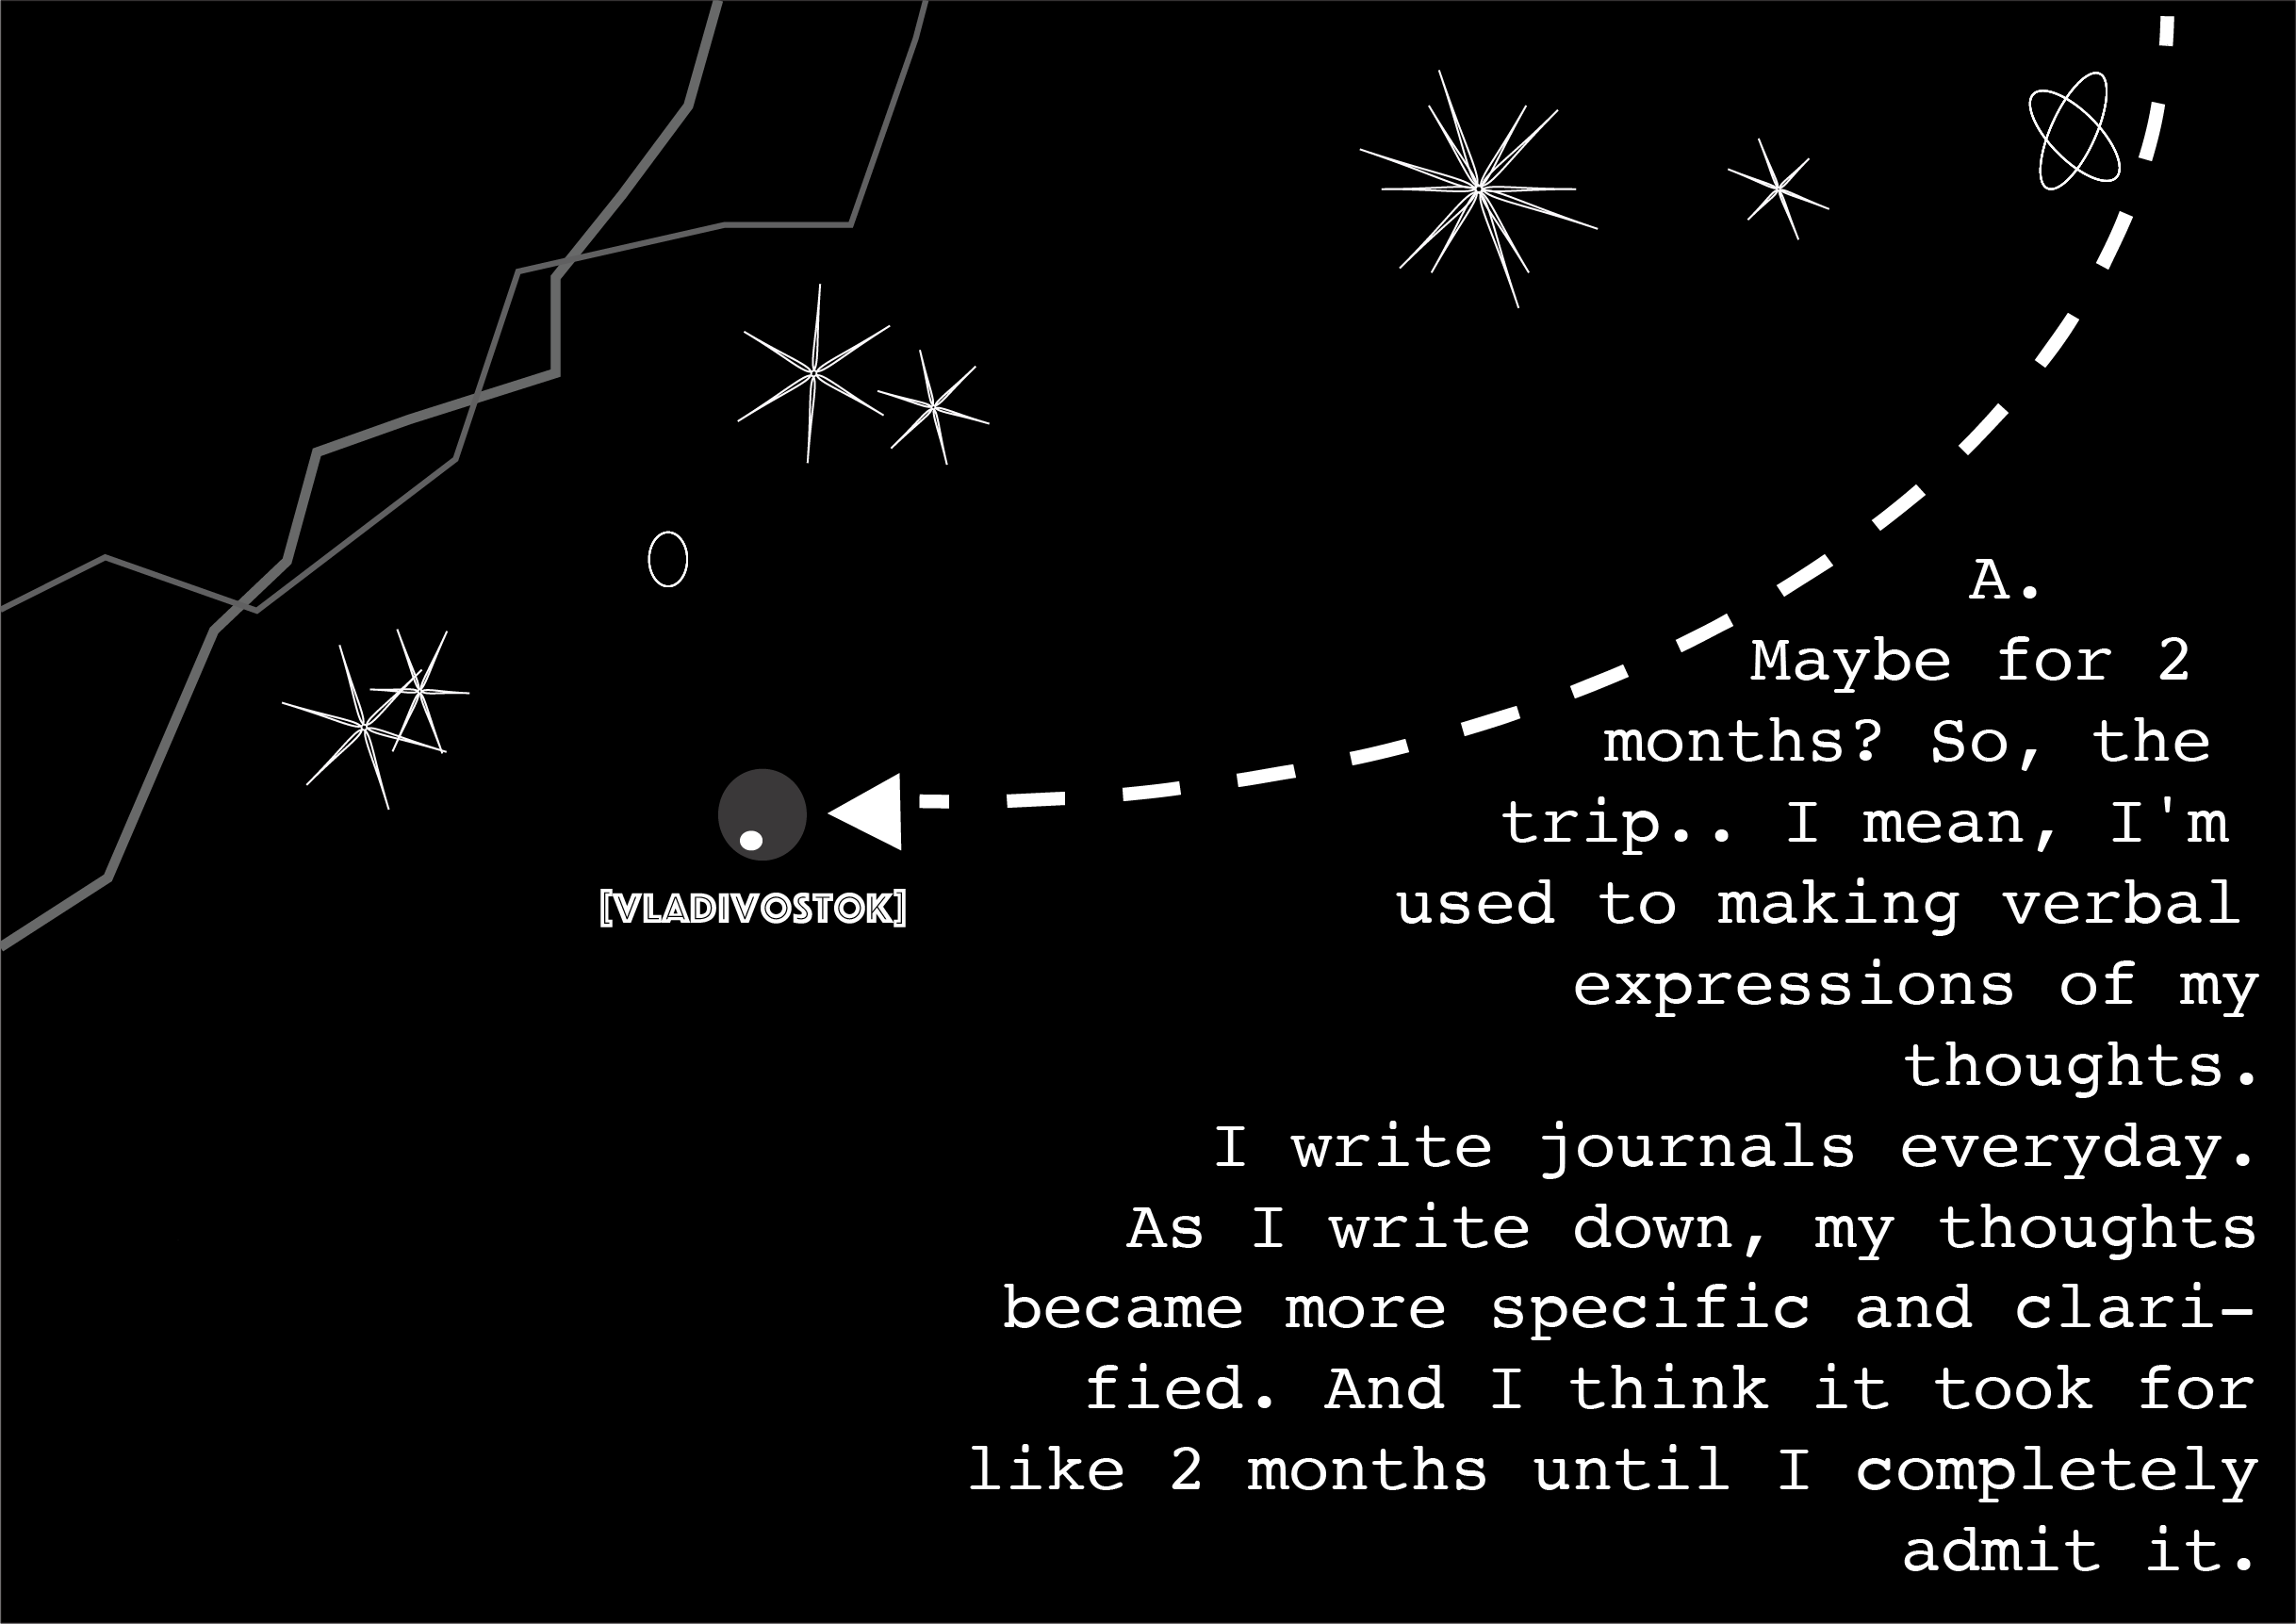 [VLADIVOSTOK]
A.
Maybe for 2
months? So, the
trip.. I mean, I'm
used to making verbal
expressions of my
thoughts.
I write journals everyday.
As I write down, my thoughts
became more specific and clari-
fied. And I think it took for
like 2 months until I completely
admit it.